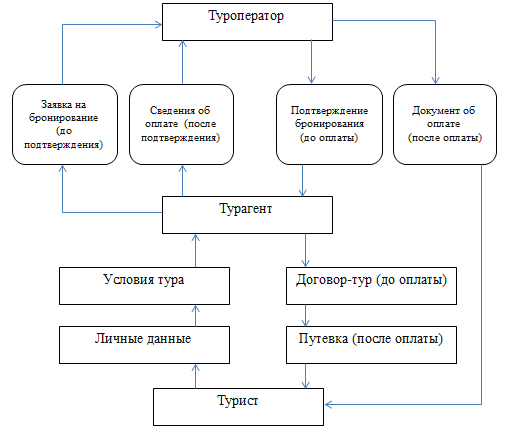 Туроператор
Заявка на
бронирование
(до
подтверждения)
Сведения об
оплате (после
подтверждения)
Подтверждение
бронирования
(до оплаты)
Документ об
оплате
(после оплаты)
Турагент
Условия тура
Договор-тур (до оплаты)
Личные данные
Путевка (после оплаты)
Турист